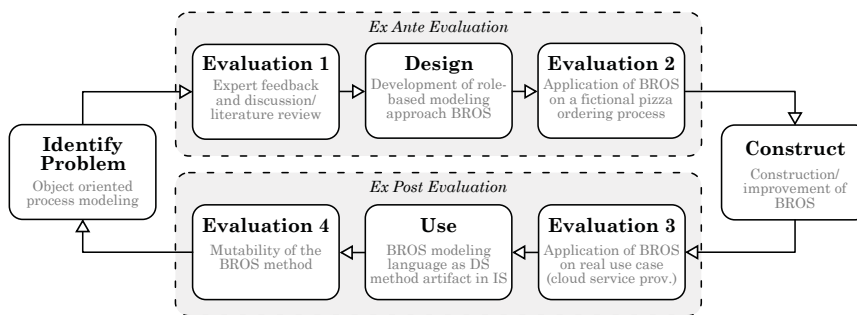 Ex Ante Evaluation
Evaluation 1
Expert feedback
and discussion/
literature review
Design
Development of role-
based modeling
approach BROS
Evaluation 2
Application of BROS
on a fictional pizza
ordering process
Identify
Problem
Object oriented
process modeling
Construct
Construction/
improvement of
BROS
Ex Post Evaluation
Evaluation 4
Mutability of the
BROS method
Use
BROS modeling
language as DS
method artifact in IS
Evaluation 3
Application of BROS
on real use case
(cloud service prov.)